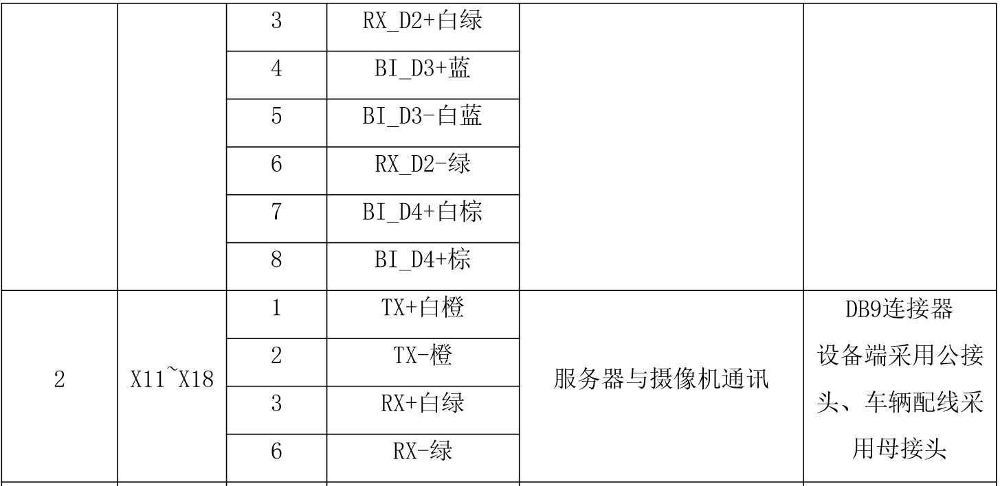 3 RX_D2+白绿
4 BI_D3+蓝
5 BI_D3-白蓝
6 RX_D2-绿
7 BI_D4+白棕
8 BI_D4+棕
2 X11~X18
1 TX+白橙
2 TX-橙
3 RX+白绿
6 RX-绿
服务器与摄像机通讯
DB9连接器
设备端采用公接
头、车辆配线采
用母接头